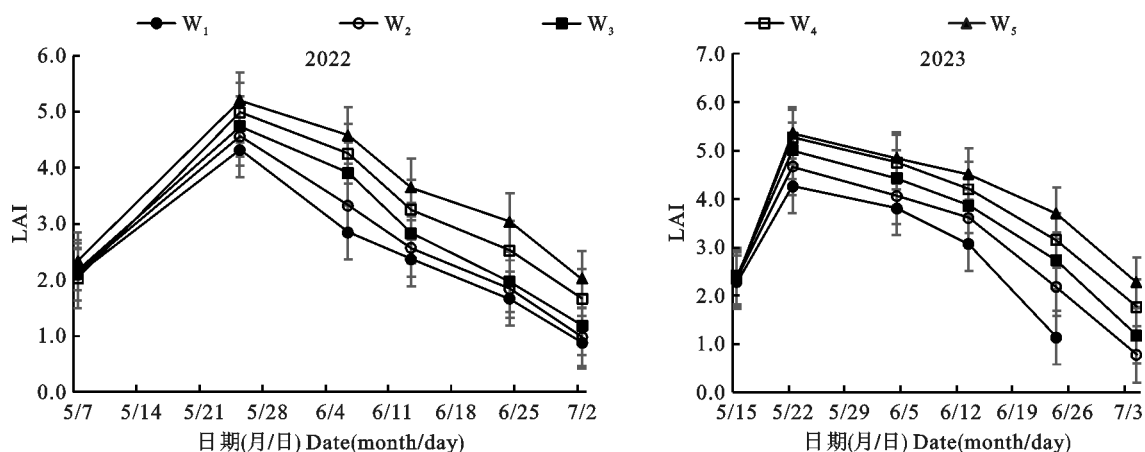 W₁ W₂ W₃ W₄ W₅
2022
6.0
5.0
4.0
3.0
2.0
1.0
0.0
LAI
5/7 5/14 5/21 5/28 6/4 6/11 6/18 6/25 7/2
日期(月/日) Date(month/day)
2023
7.0
6.0
5.0
4.0
3.0
2.0
1.0
0.0
LAI
5/15 5/22 5/29 6/5 6/12 6/19 6/26 7/3
日期(月/日) Date(month/day)